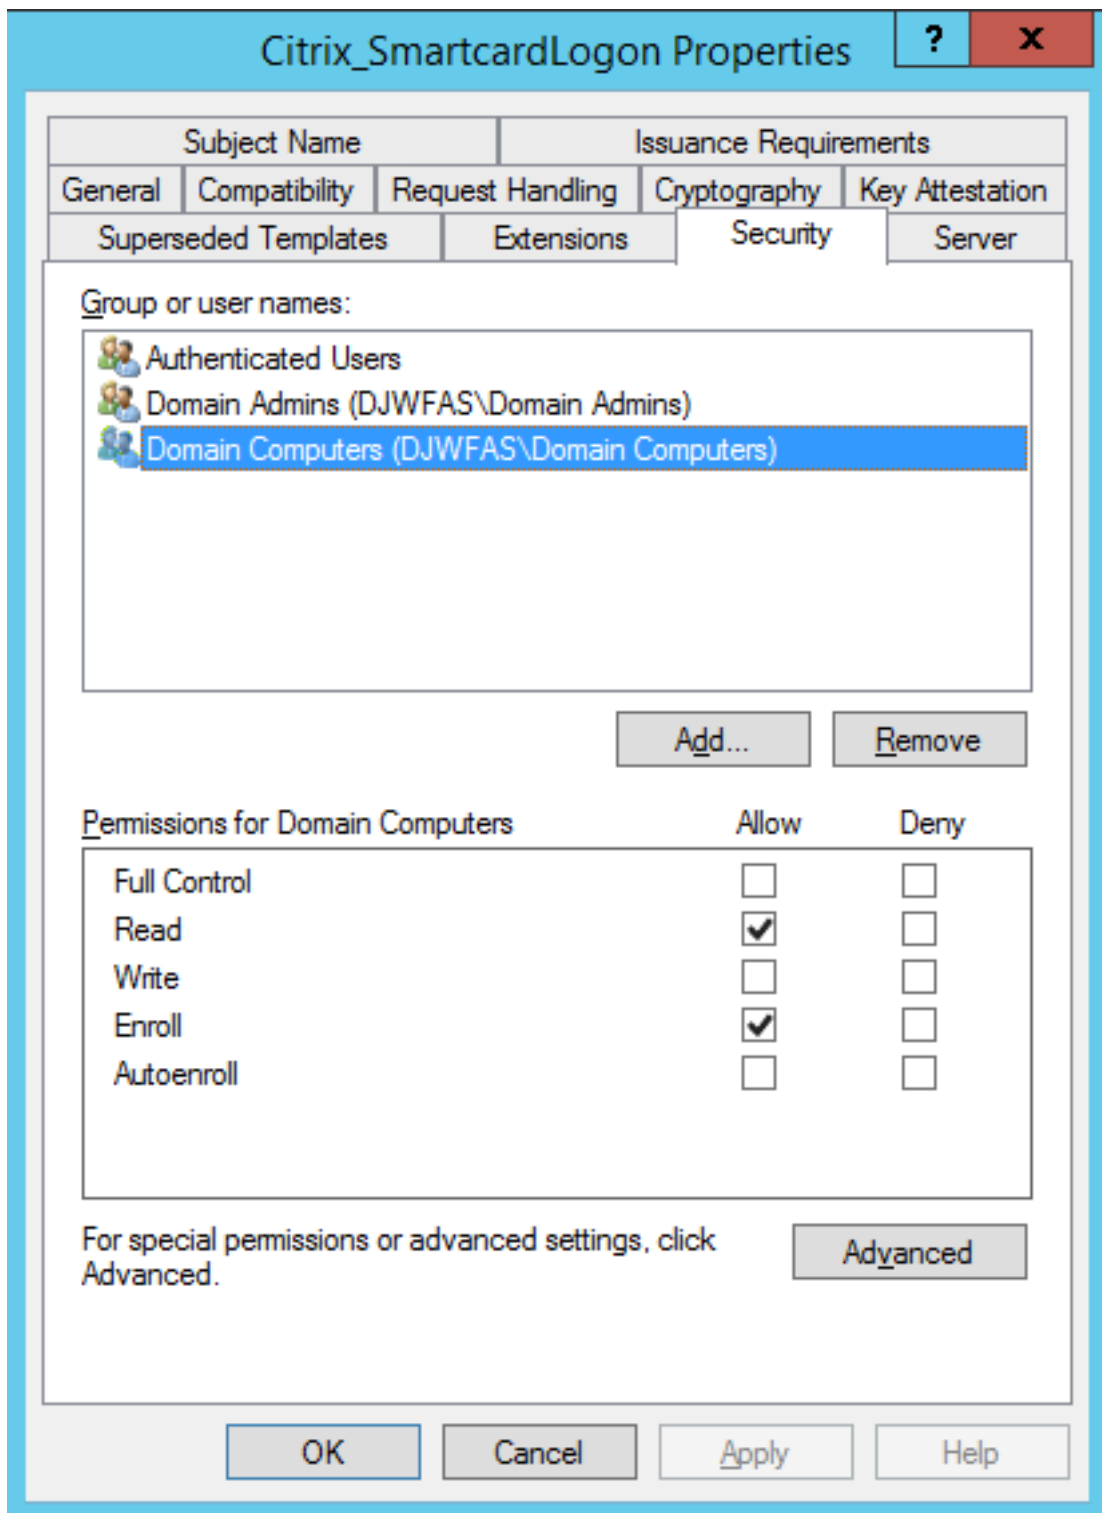 Citrix_SmartcardLogon Properties
?
x
Subject Name
Issuance Requirements
General
Compatibility
Request Handling
Cryptography
Key Attestation
Superseded Templates
Extensions
Security
Server
Group or user names:
Authenticated Users
Domain Admins (DJWFAS\Domain Admins)
Domain Computers (DJWFAS\Domain Computers)
Add...
Remove
Permissions for Domain Computers
Allow
Deny
Full Control
Read
Write
Enroll
Autoenroll
For special permissions or advanced settings, click
Advanced.
Advanced
OK
Cancel
Apply
Help